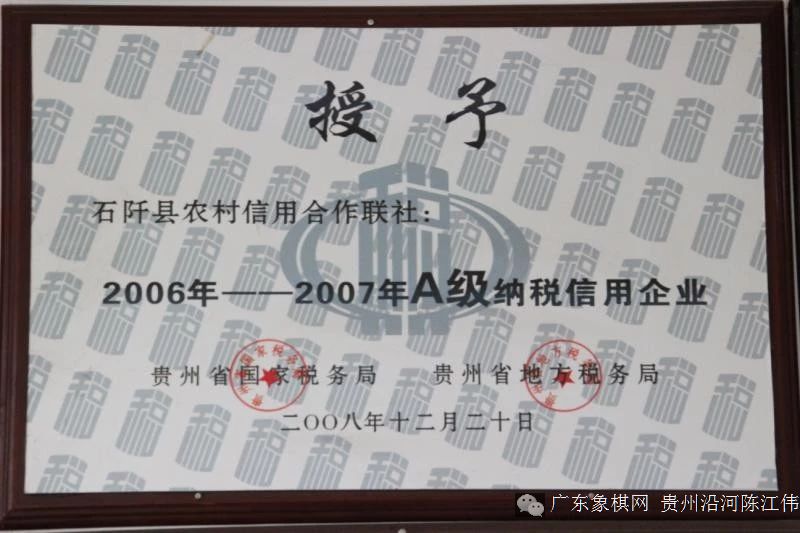 授予
石阡县农村信用合作联社：
2006年——2007年A级纳税信用企业
贵州省国家税务局 贵州省地方税务局
二OO八年十二月二十日
广东象棋网 贵州沿河陈江伟